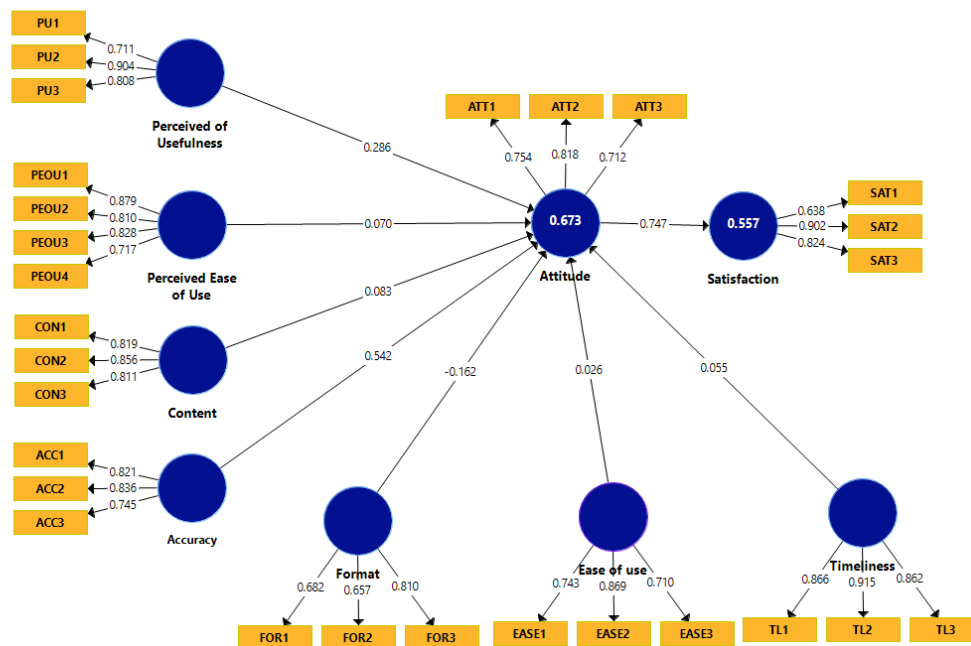 PU1
0.711
PU2
0.904
PU3
0.808
Perceived of
Usefulness
0.286
ATT1
ATT2
ATT3
0.754
0.818
0.712
PEOU1
0.879
PEOU2
0.810
PEOU3
0.828
PEOU4
0.717
Perceived Ease
of Use
0.070
0.673
Attitude
0.747
0.557
Satisfaction
SAT1
0.638
SAT2
0.902
SAT3
0.824
CON1
0.819
CON2
0.856
CON3
0.811
Content
0.083
ACC1
0.821
ACC2
0.836
ACC3
0.745
Accuracy
0.542
-0.162
0.026
0.055
Format
0.682
0.657
0.810
FOR1
FOR2
FOR3
Ease of use
0.743
0.869
0.710
EASE1
EASE2
EASE3
Timeliness
0.866
0.915
0.862
TL1
TL2
TL3